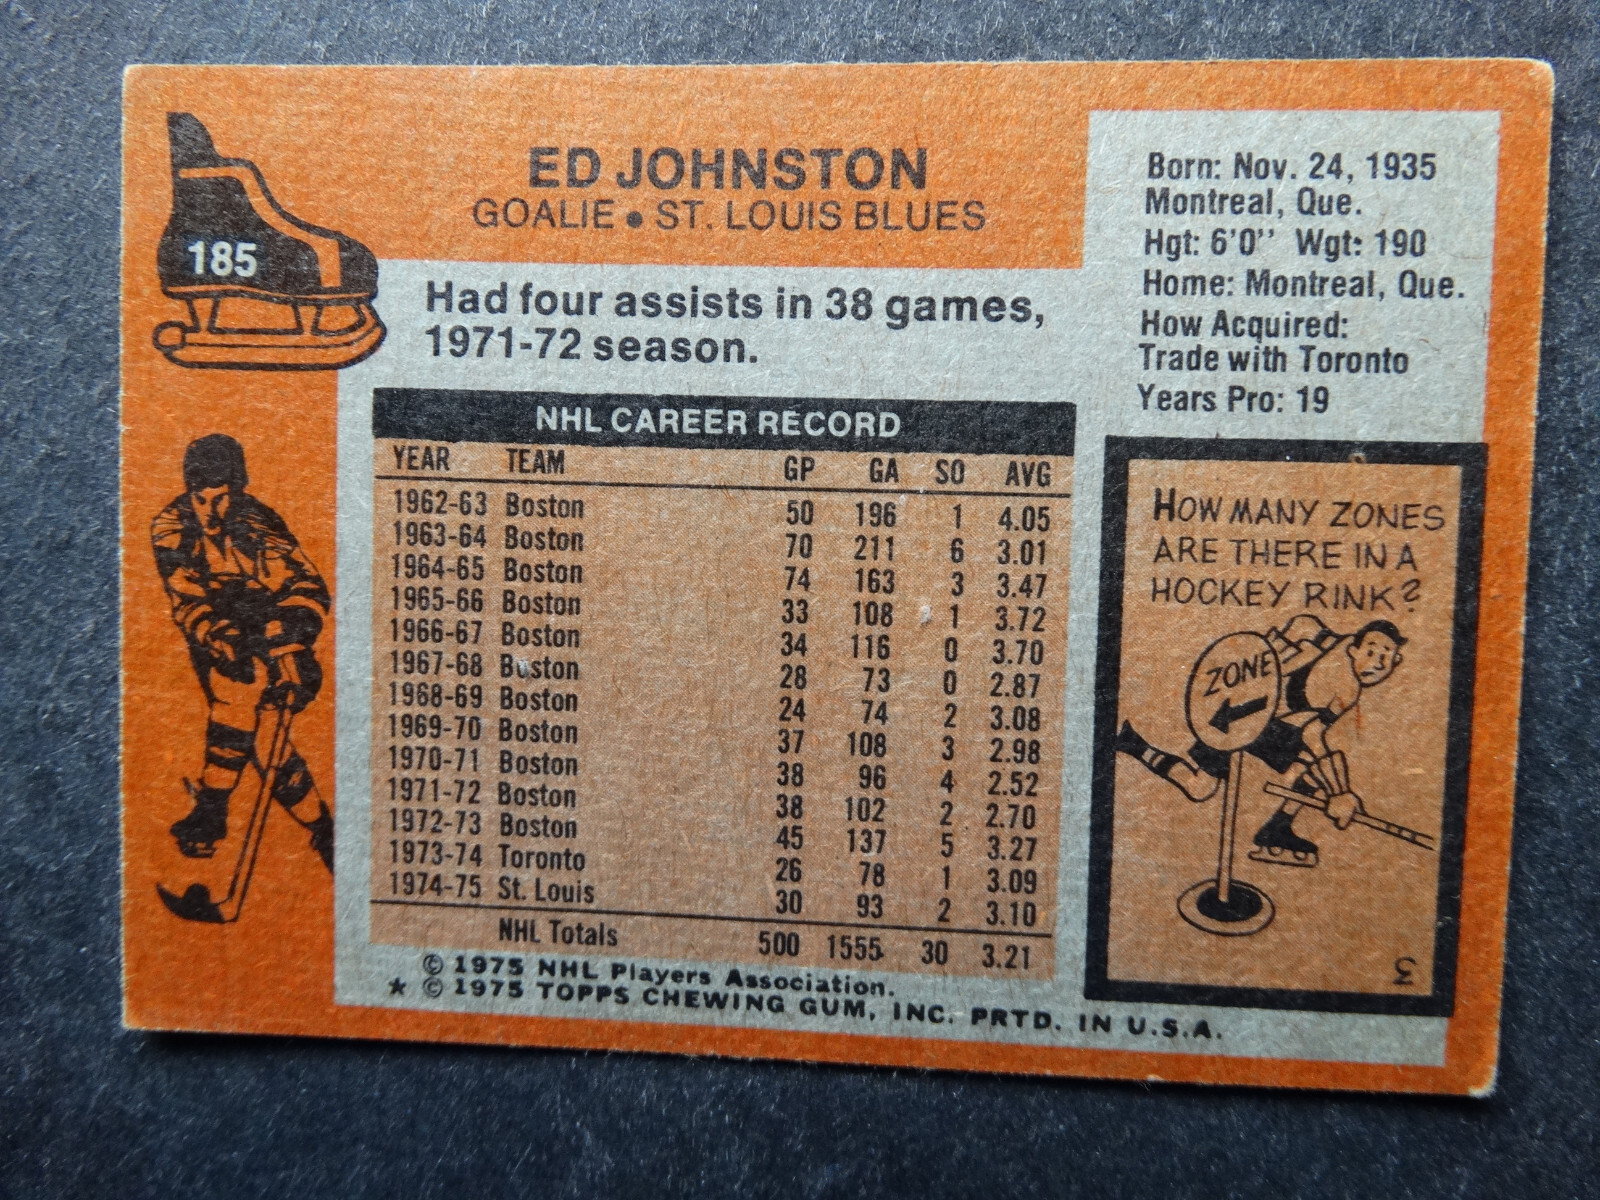 185
ED JOHNSTON
GOALIE • ST. LOUIS BLUES
Had four assists in 38 games,
1971-72 season.
Born: Nov. 24, 1935
Montreal, Que.
Hgt: 6'0'' Wgt: 190
Home: Montreal, Que.
How Acquired:
Trade with Toronto
Years Pro: 19
NHL CAREER RECORD
YEAR TEAM GP GA SO AVG
1962-63 Boston 50 196 1 4.05
1963-64 Boston 70 211 6 3.01
1964-65 Boston 74 163 3 3.47
1965-66 Boston 33 108 1 3.72
1966-67 Boston 34 116 0 3.70
1967-68 Boston 28 73 0 2.87
1968-69 Boston 24 74 2 3.08
1969-70 Boston 37 108 3 2.98
1970-71 Boston 38 96 4 2.52
1971-72 Boston 38 102 2 2.70
1972-73 Boston 45 137 5 3.27
1973-74 Toronto 26 78 1 3.09
1974-75 St. Louis 30 93 2 3.10
NHL Totals 500 1555 30 3.21
© 1975 NHL Players Association.
★ © 1975 TOPPS CHEWING GUM, INC. PRTD. IN U.S.A.
HOW MANY ZONES
ARE THERE IN A
HOCKEY RINK?
ZONE
3